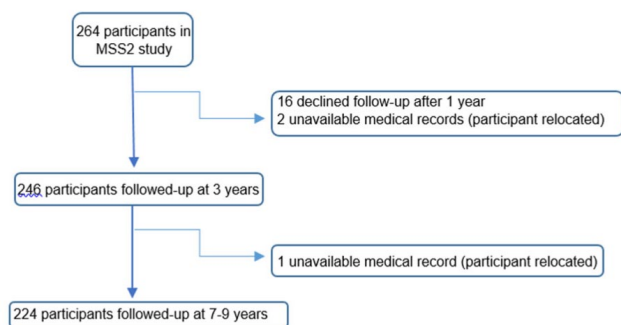 264 participants in
MSS2 study
16 declined follow-up after 1 year
2 unavailable medical records (participant relocated)
246 participants followed-up at 3 years
1 unavailable medical record (participant relocated)
224 participants followed-up at 7-9 years